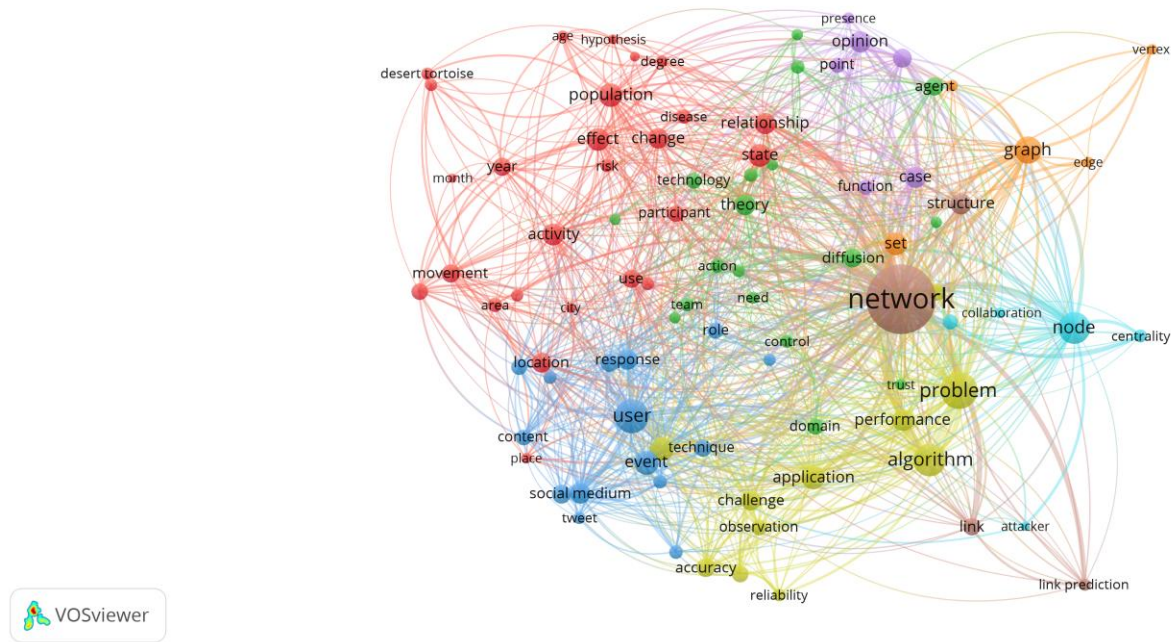 presence
age
hypothesis
opinion
vertex
degree
point
desert tortoise
agent
population
disease
relationship
effect
change
graph
state
edge
year
risk
month
technology
case
function
theory
structure
participant
activity
set
diffusion
movement
use
action
network
area
city
team
need
collaboration
role
node
control
centrality
location
response
trust
problem
user
domain
performance
content
technique
place
event
algorithm
application
social medium
challenge
tweet
observation
link
attacker
accuracy
link prediction
reliability
VOSviewer